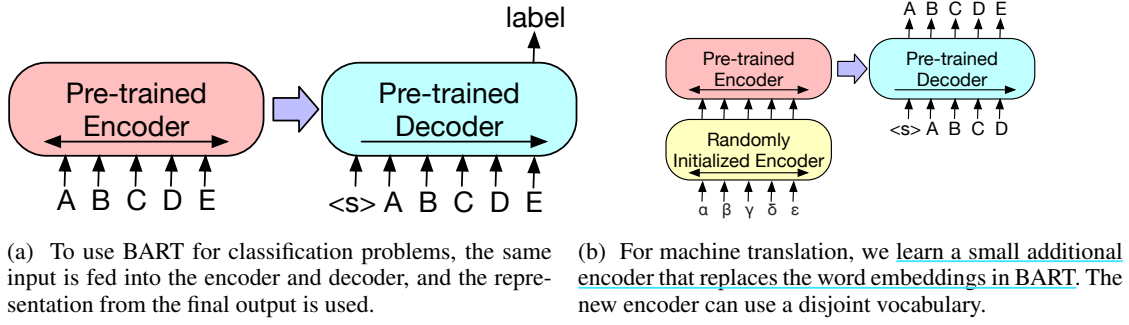 label
Pre-trained
Encoder
Pre-trained
Decoder
A B C D E
<s> A B C D E
(a) To use BART for classification problems, the same
input is fed into the encoder and decoder, and the repre-
sentation from the final output is used.
A B C D E
Pre-trained
Encoder
Pre-trained
Decoder
<s> A B C D
Randomly
Initialized Encoder
α β γ δ ε
(b) For machine translation, we learn a small additional
encoder that replaces the word embeddings in BART. The
new encoder can use a disjoint vocabulary.